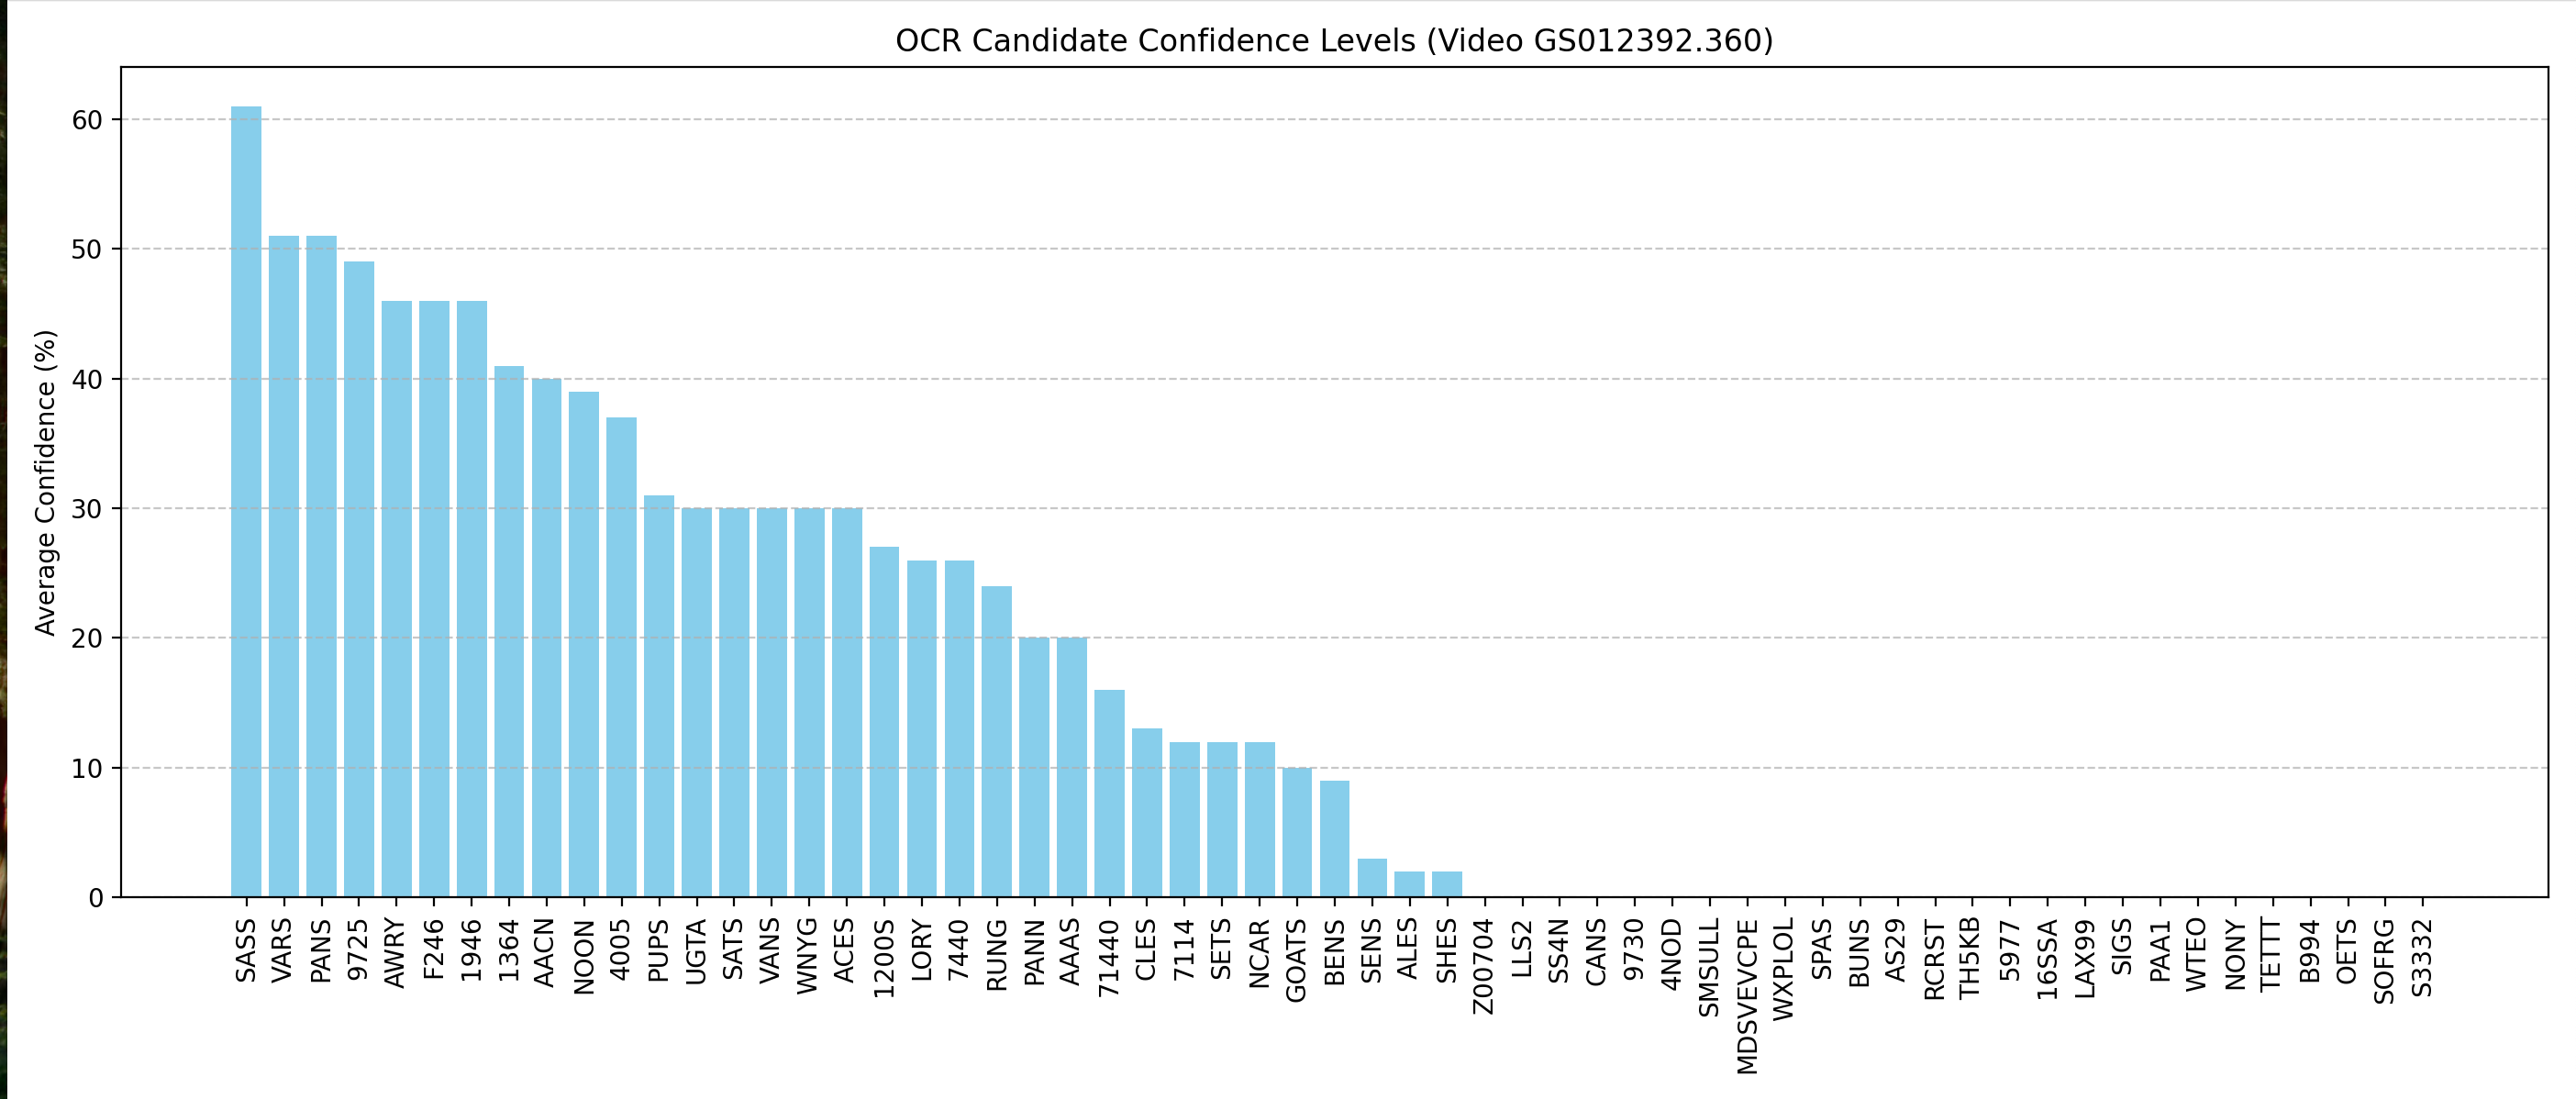 OCR Candidate Confidence Levels (Video GS012392.360)
Average Confidence (%)
60
50
40
30
20
10
0
SASS
VARS
PANS
9725
AWRY
F246
1946
1364
AACN
NOON
4005
PUPS
UGTA
SATS
VANS
WNYG
ACES
1200S
LORY
7440
RUNG
PANN
AAAS
71440
CLES
7114
SETS
NCAR
GOATS
BENS
SENS
ALES
SHES
Z00704
LLS2
SS4N
CANS
9730
4NOD
SMSULL
MDSVEVCPE
WXPLOL
SPAS
BUNS
AS29
RCRST
TH5KB
5977
16SSA
LAX99
SIGS
PAA1
WTEO
NONY
TETTT
B994
OETS
SOFRG
S3332